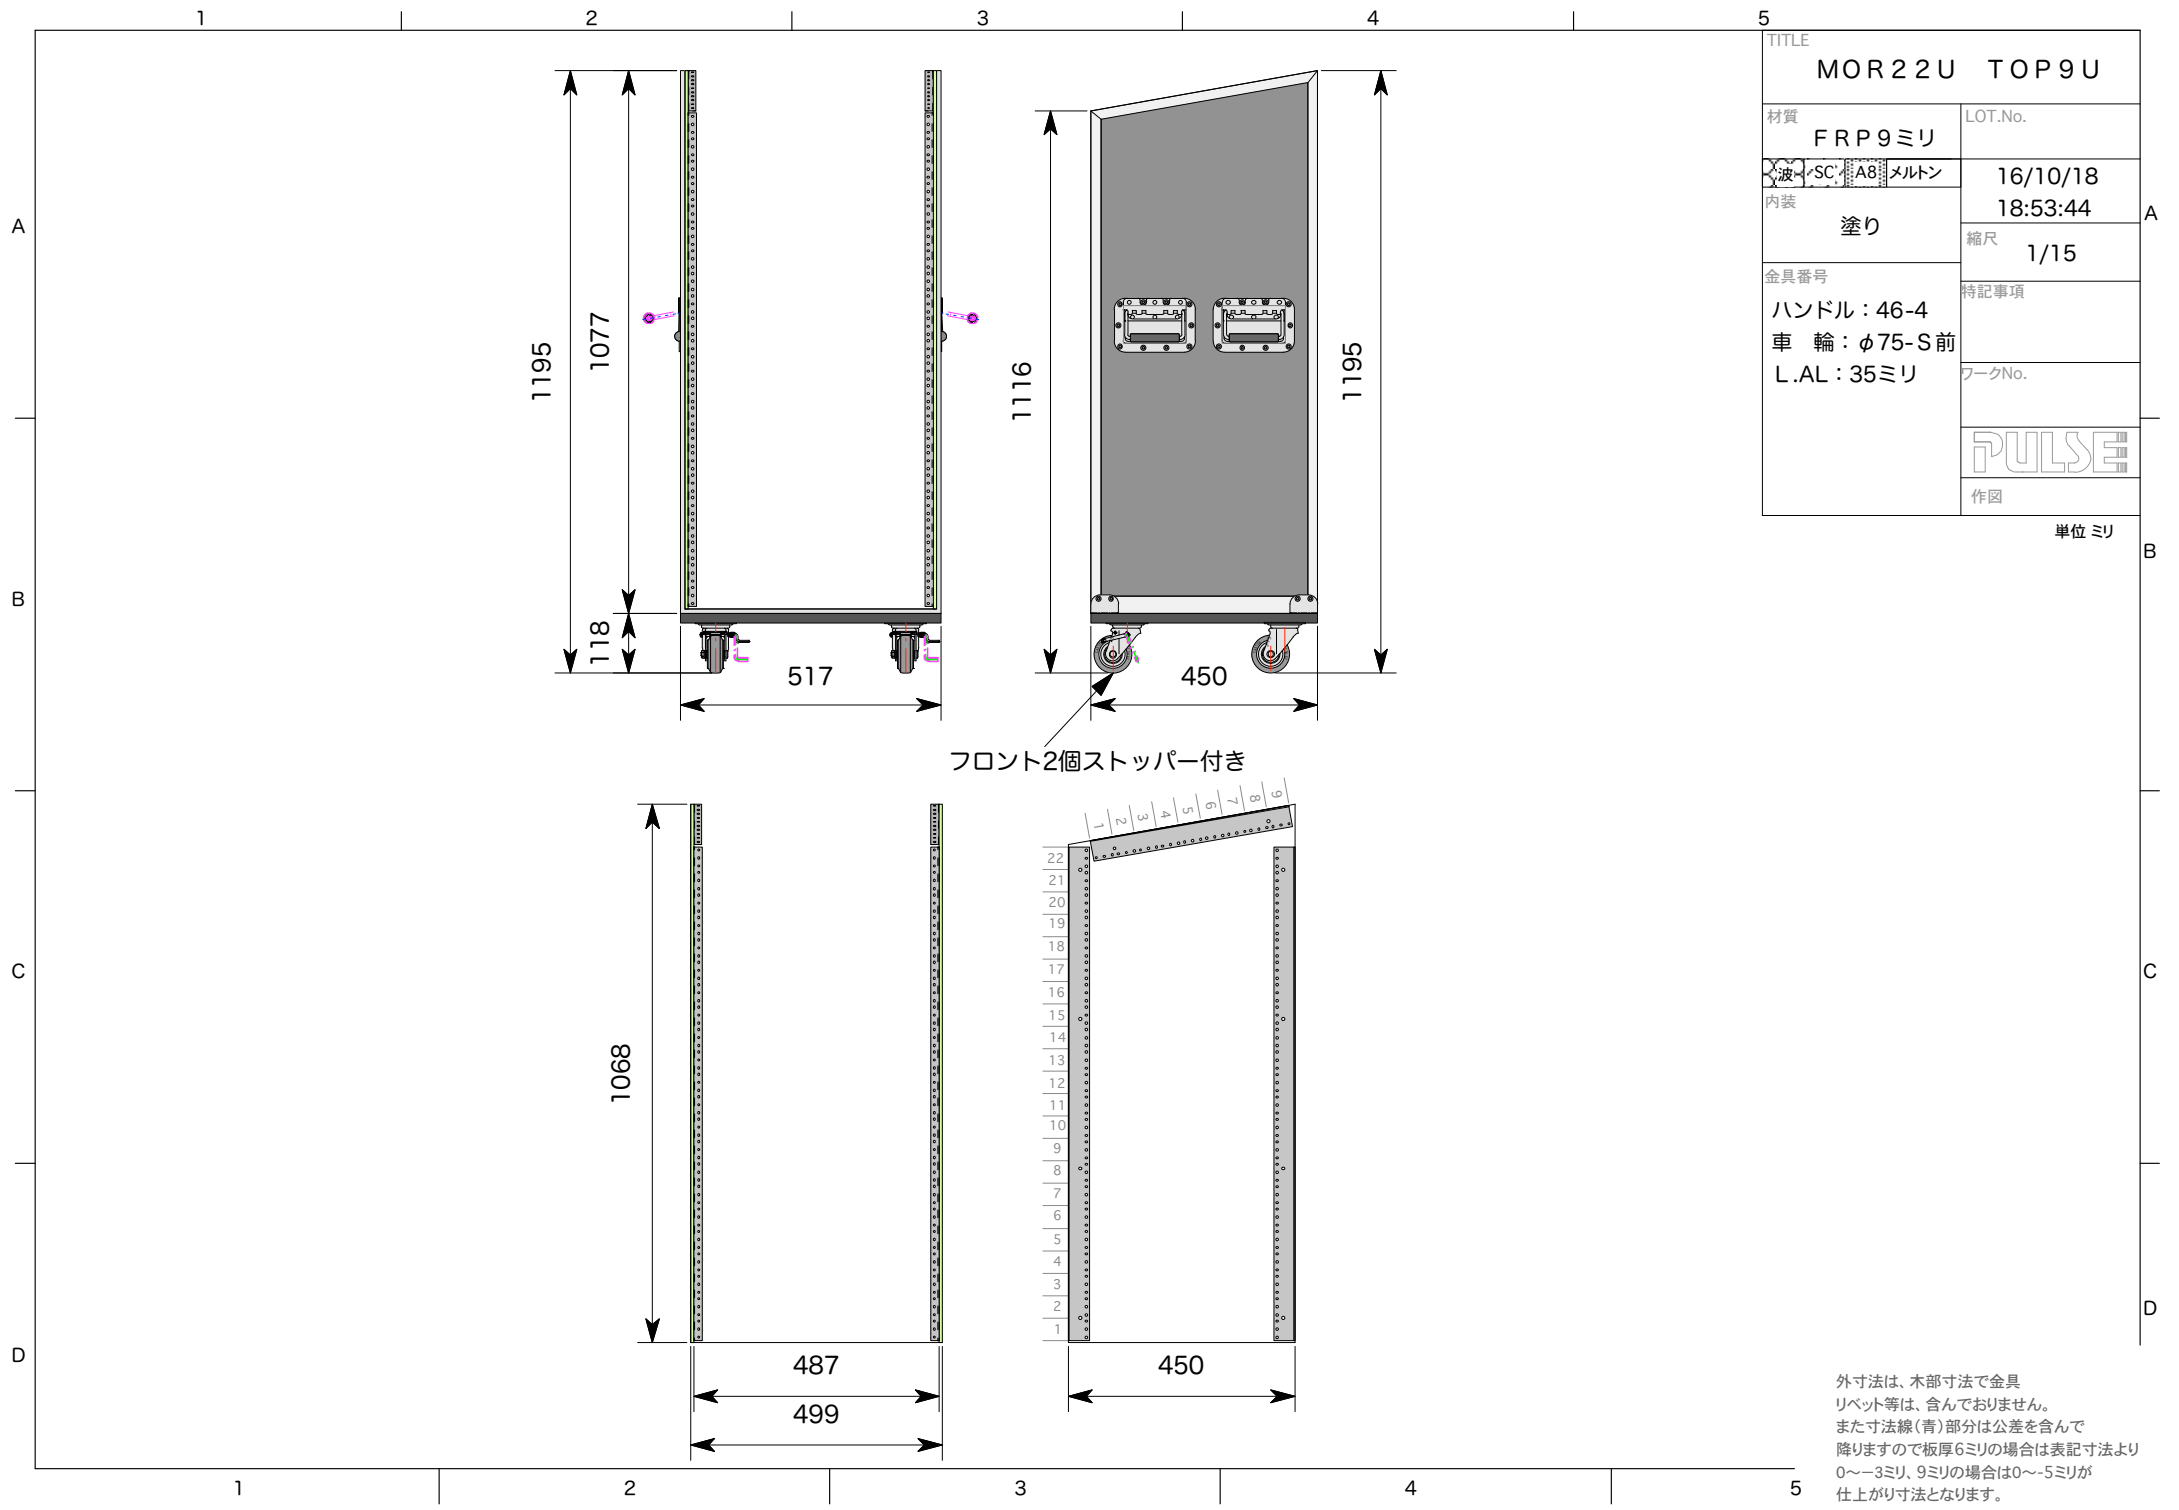 1 2 3 4 5
TITLE
MOR22U TOP9U
材質
FRP9ミリ
LOT.No.
波 SC A8 メルトン
16/10/18
18:53:44
内装
塗り
縮尺
1/15
金具番号
ハンドル：46-4
車 輪：φ75-S前
L.AL：35ミリ
特記事項
ワークNo.
PULSE
作図
単位 ミリ
A
B
C
D
A
B
C
D
1195
1077
118
517
1116
1195
450
フロント2個ストッパー付き
1068
487
499
1 2 3 4 5 6 7 8 9
22
21
20
19
18
17
16
15
14
13
12
11
10
9
8
7
6
5
4
3
2
1
450
外寸法は、木部寸法で金具
リベット等は、含んでおりません。
また寸法線（青）部分は公差を含んで
降りますので板厚6ミリの場合は表記寸法より
0〜−3ミリ、9ミリの場合は0〜-5ミリが
仕上がり寸法となります。
1 2 3 4 5